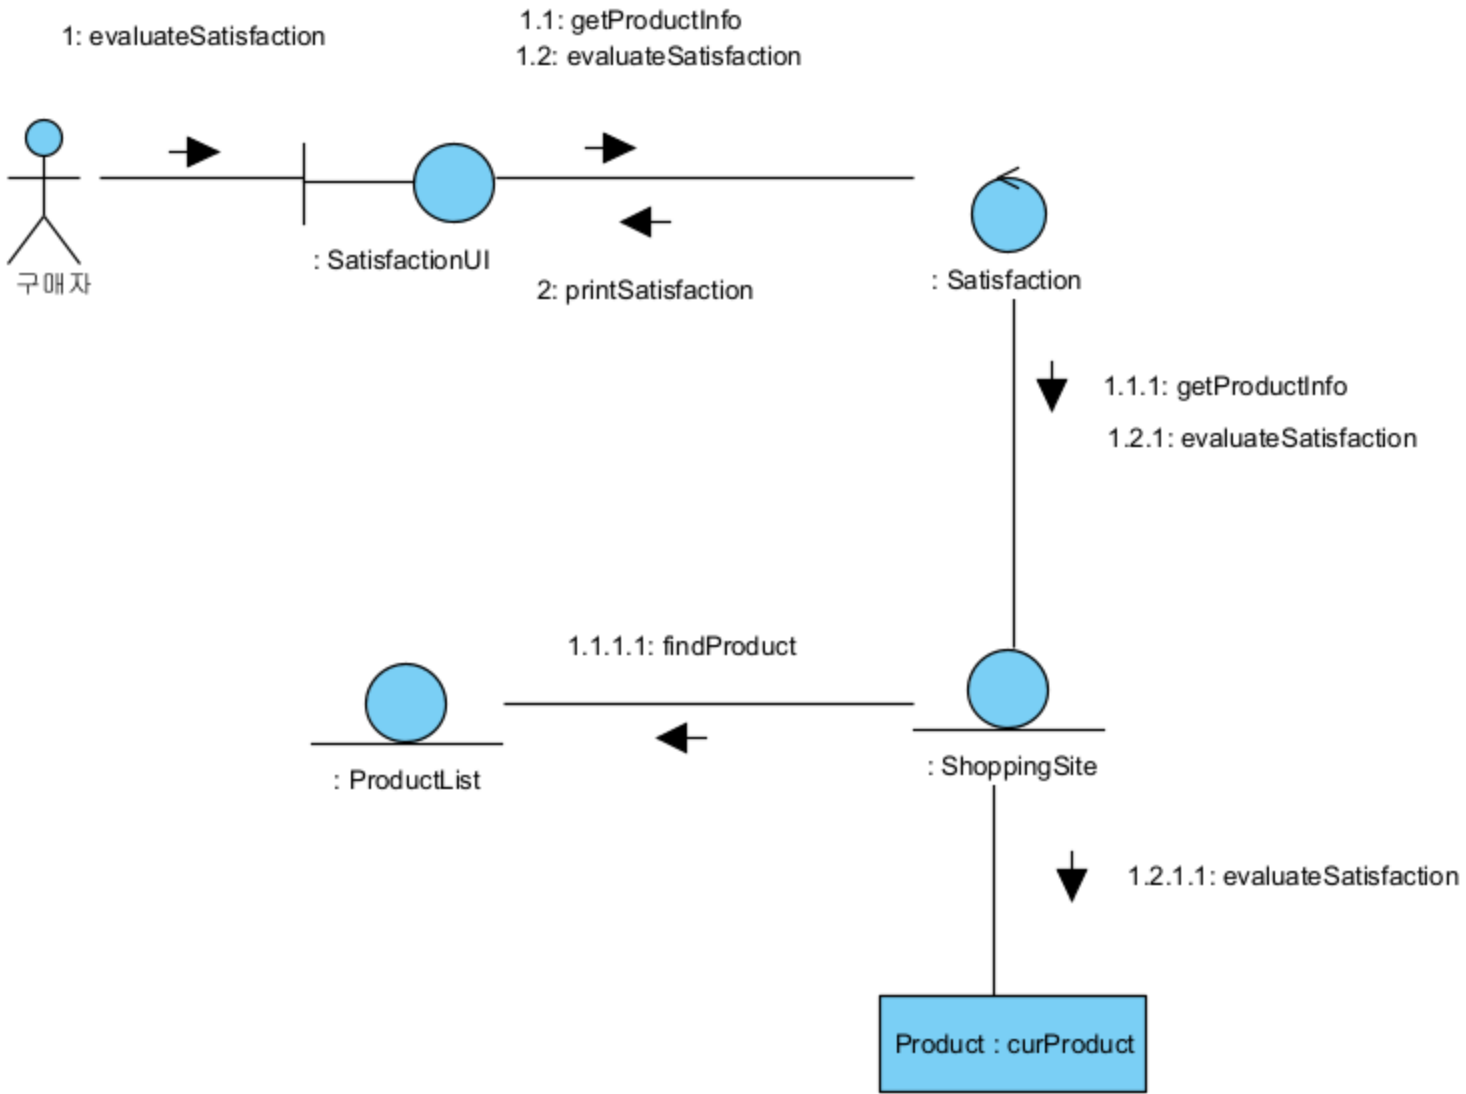 1: evaluateSatisfaction
1.1: getProductInfo
1.2: evaluateSatisfaction
구매자
: SatisfactionUI
2: printSatisfaction
: Satisfaction
1.1.1: getProductInfo
1.2.1: evaluateSatisfaction
1.1.1.1: findProduct
: ProductList
: ShoppingSite
1.2.1.1: evaluateSatisfaction
Product : curProduct